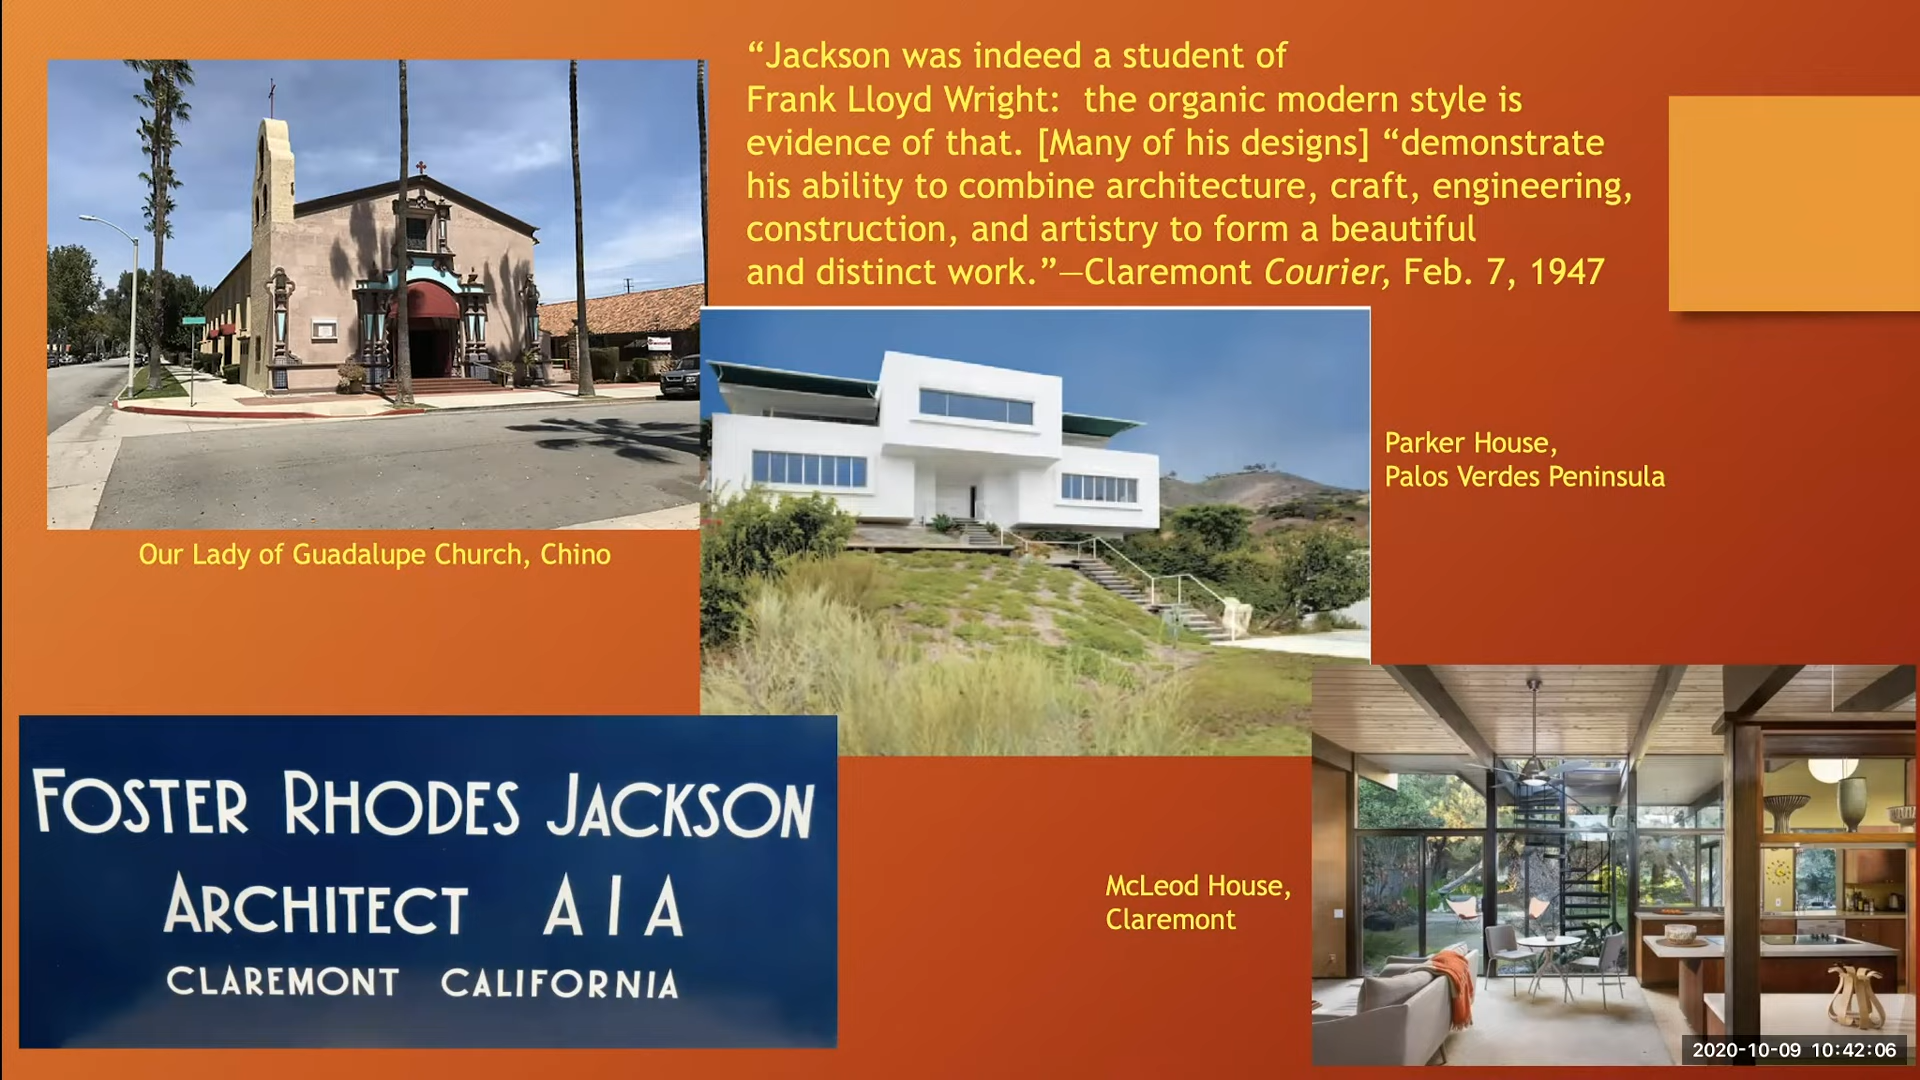 “Jackson was indeed a student of
Frank Lloyd Wright:  the organic modern style is
evidence of that. [Many of his designs] “demonstrate
his ability to combine architecture, craft, engineering,
construction, and artistry to form a beautiful
and distinct work.”—Claremont Courier, Feb. 7, 1947
Our Lady of Guadalupe Church, Chino
Parker House,
Palos Verdes Peninsula
FOSTER RHODES JACKSON
ARCHITECT AIA
CLAREMONT CALIFORNIA
McLeod House,
Claremont
2020-10-09 10:42:06